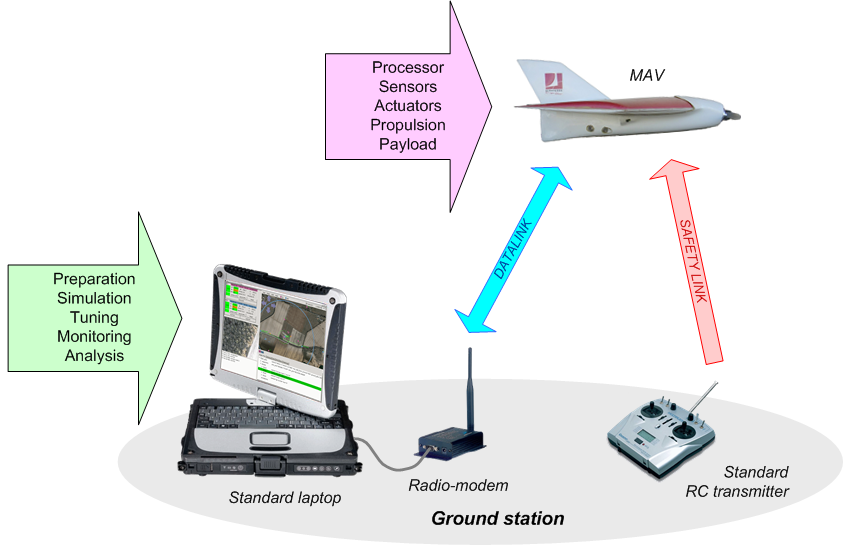 Processor
Sensors
Actuators
Propulsion
Payload
MAV
DATALINK
SAFETY LINK
Preparation
Simulation
Tuning
Monitoring
Analysis
Standard laptop
Radio-modem
Standard
RC transmitter
Ground station